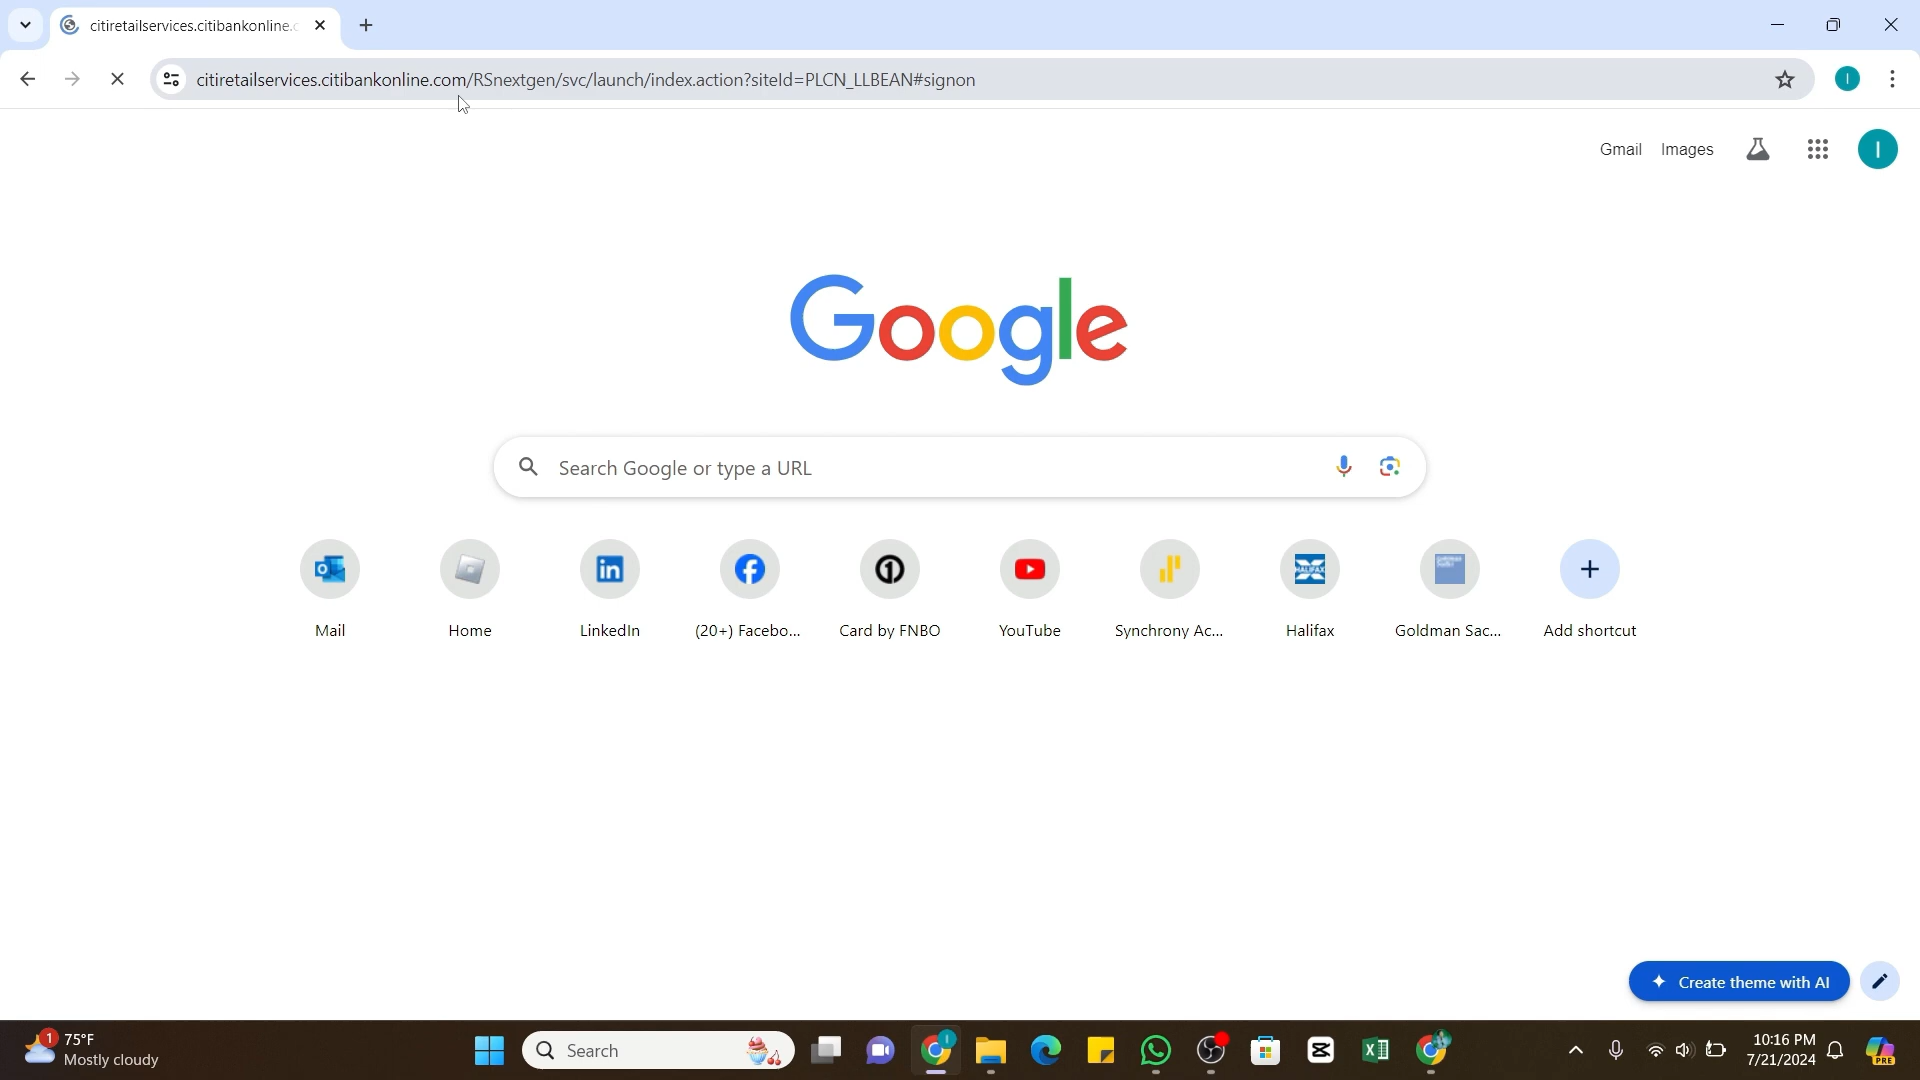 citiretailservices.citibankonline.c
citiretailservices.citibankonline.com/RSnextgen/svc/launch/index.action?siteId=PLCN_LLBEAN#signon
I
Gmail Images I
Google
Search Google or type a URL
Mail Home LinkedIn (20+) Facebo... Card by FNBO YouTube Synchrony Ac... Halifax Goldman Sac... Add shortcut
Create theme with AI
1 75°F
Mostly cloudy
Search
10:16 PM
7/21/2024
PRE